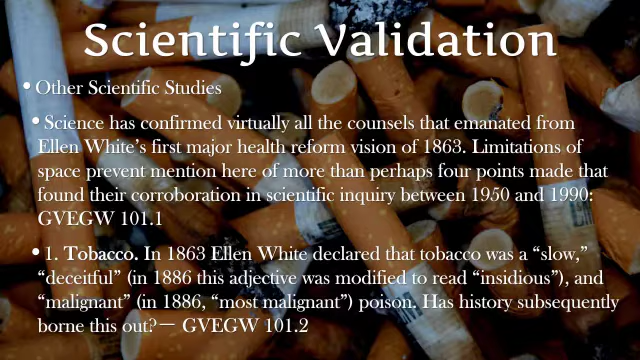 Scientific Validation
• Other Scientific Studies
• Science has confirmed virtually all the counsels that emanated from
Ellen White's first major health reform vision of 1863. Limitations of
space prevent mention here of more than perhaps four points made that
found their corroboration in scientific inquiry between 1950 and 1990:
GVEGW 101.1
• 1. Tobacco. In 1863 Ellen White declared that tobacco was a “slow,”
“deceitful” (in 1886 this adjective was modified to read “insidious”), and
“malignant” (in 1886, “most malignant”) poison. Has history subsequently
borne this out?— GVEGW 101.2